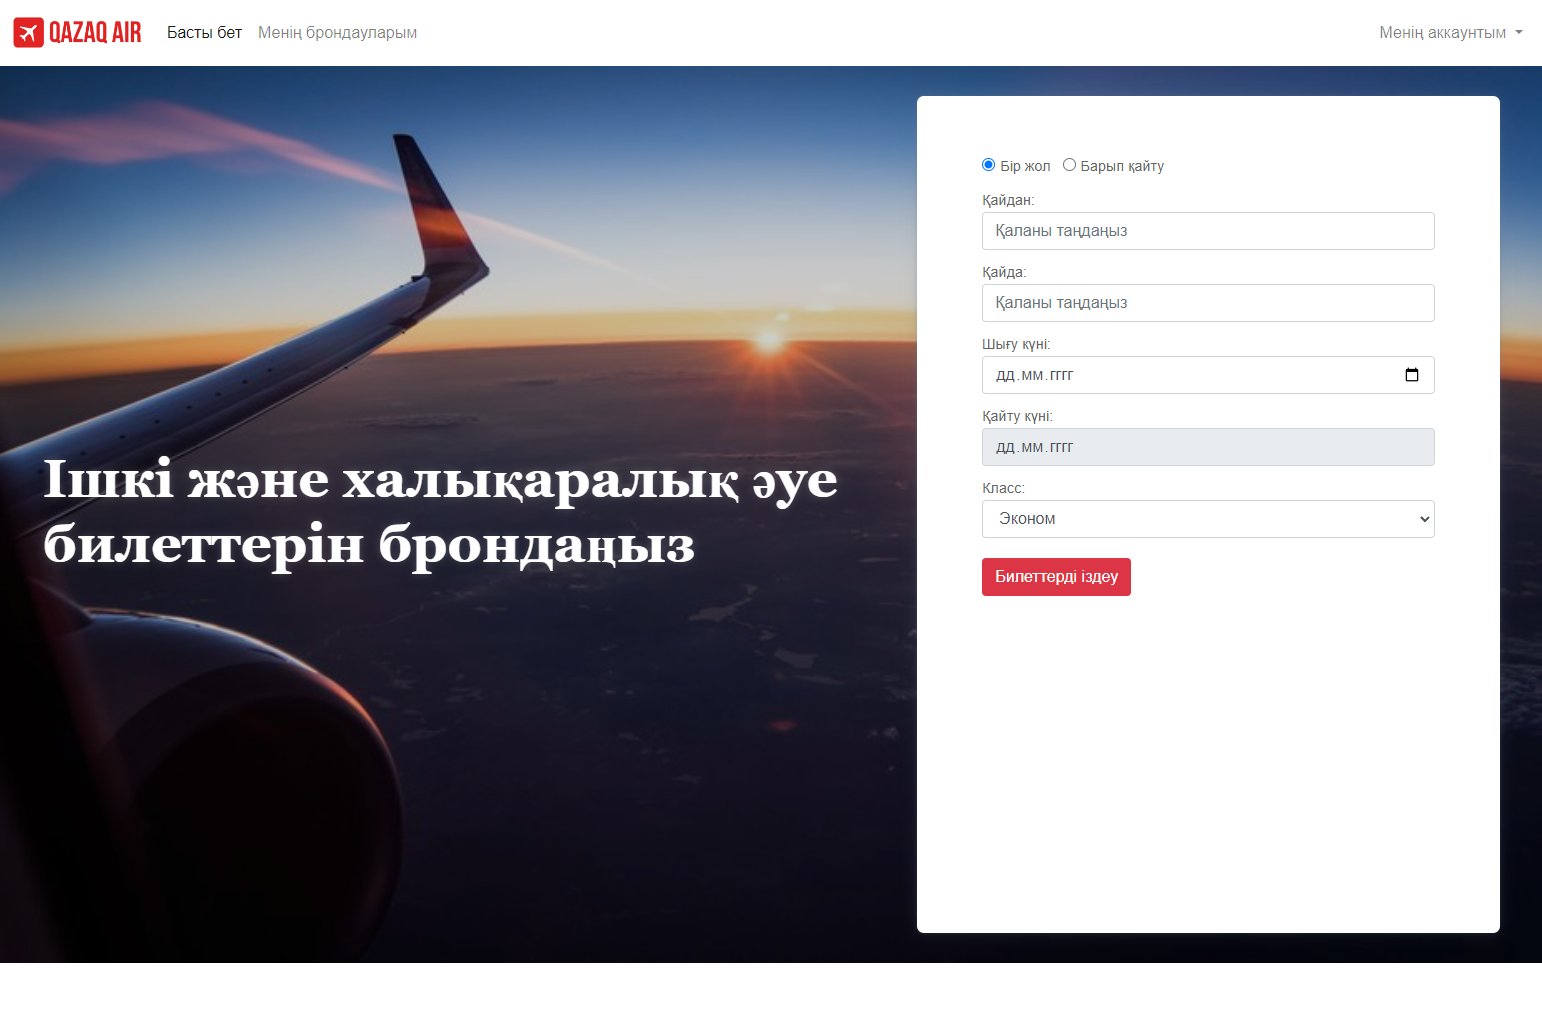 QAZAQ AIR
Басты бет
Менің брондауларым
Менің аккаунтым
Ішкі және халықаралық әуе
билеттерін брондаңыз
Бір жол
Барып қайту
Қайдан:
Қаланы таңдаңыз
Қайда:
Қаланы таңдаңыз
Шығу күні:
дд.мм.гггг
Қайту күні:
дд.мм.гггг
Класс:
Эконом
Билеттерді іздеу